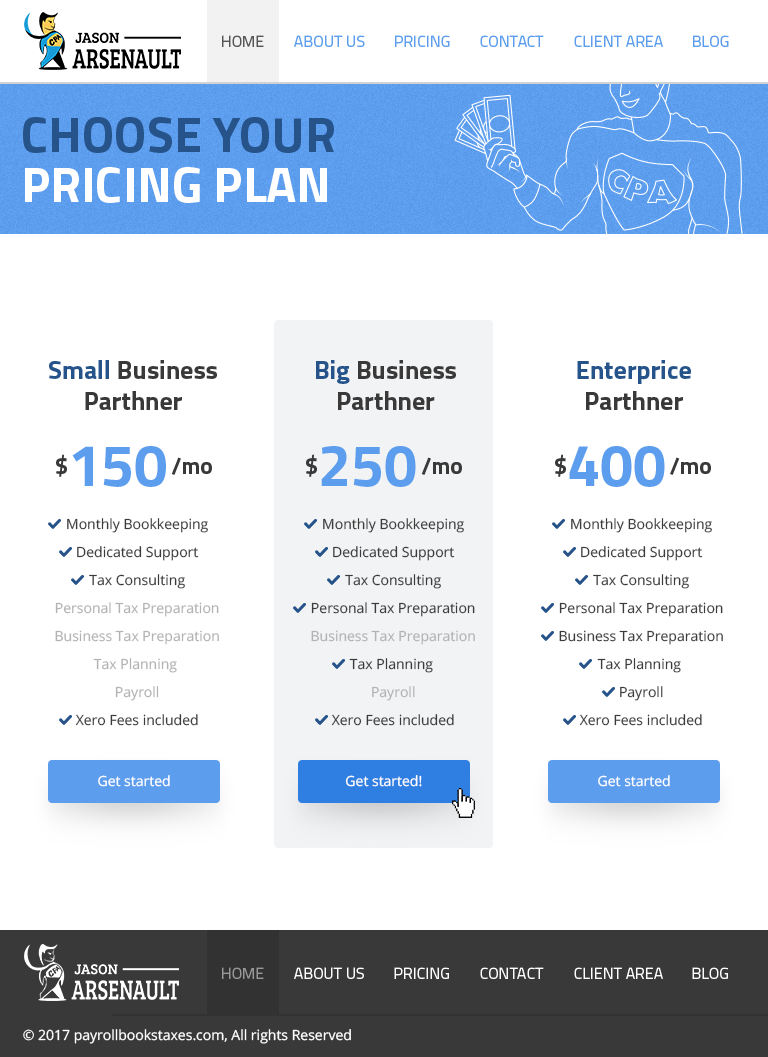 CPA
JASON
ARSENAULT
HOME
ABOUT US
PRICING
CONTACT
CLIENT AREA
BLOG
CHOOSE YOUR
PRICING PLAN
CPA
Small Business
Parthner
$150/mo
Monthly Bookkeeping
Dedicated Support
Tax Consulting
Personal Tax Preparation
Business Tax Preparation
Tax Planning
Payroll
Xero Fees included
Get started
Big Business
Parthner
$250/mo
Monthly Bookkeeping
Dedicated Support
Tax Consulting
Personal Tax Preparation
Business Tax Preparation
Tax Planning
Payroll
Xero Fees included
Get started!
Enterprice
Parthner
$400/mo
Monthly Bookkeeping
Dedicated Support
Tax Consulting
Personal Tax Preparation
Business Tax Preparation
Tax Planning
Payroll
Xero Fees included
Get started
CPA
JASON
ARSENAULT
HOME
ABOUT US
PRICING
CONTACT
CLIENT AREA
BLOG
© 2017 payrollbookstaxes.com, All rights Reserved